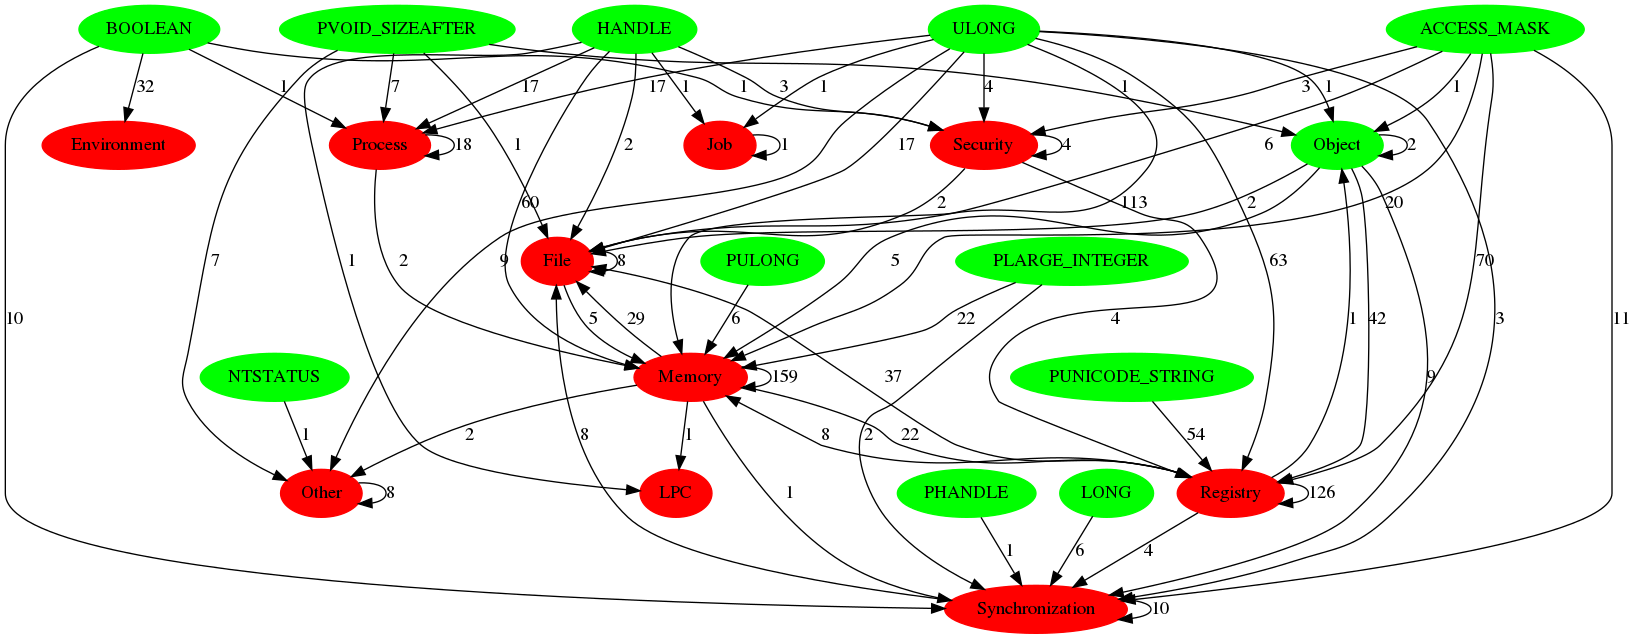 BOOLEAN PVOID_SIZEAFTER HANDLE ULONG ACCESS_MASK
32 1 7 17 17 1 1 3 1 4 3 1 1 1
Environment Process Job Security Object
18 1 4 2
1 2 17 6
60 2 113 2 20
7 1 2 9 File 8 5 PULONG PLARGE_INTEGER 63 70
10 5 29 6 22 4 1 42 3 11
NTSTATUS Memory 159 37 PUNICODE_STRING 9
1 2 1 8 8 22 2 54
Other 8 LPC 1 PHANDLE LONG Registry 126
1 6 4
Synchronization 10